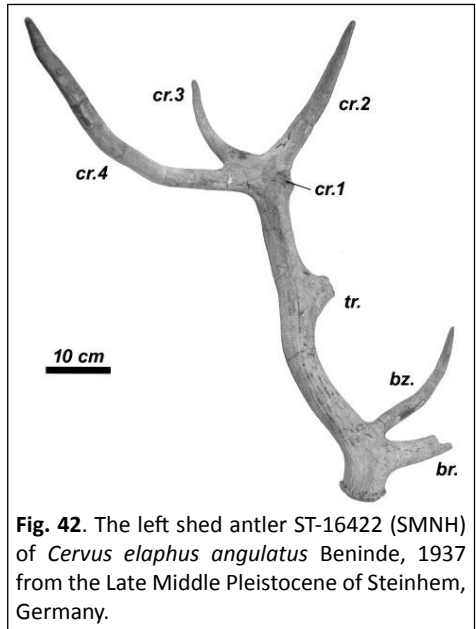 cr.3
cr.2
cr.4
cr.1
tr.
10 cm
bz.
br.
Fig. 42. The left shed antler ST-16422 (SMNH)
of Cervus elaphus angulatus Beninde, 1937
from the Late Middle Pleistocene of Steinhem,
Germany.